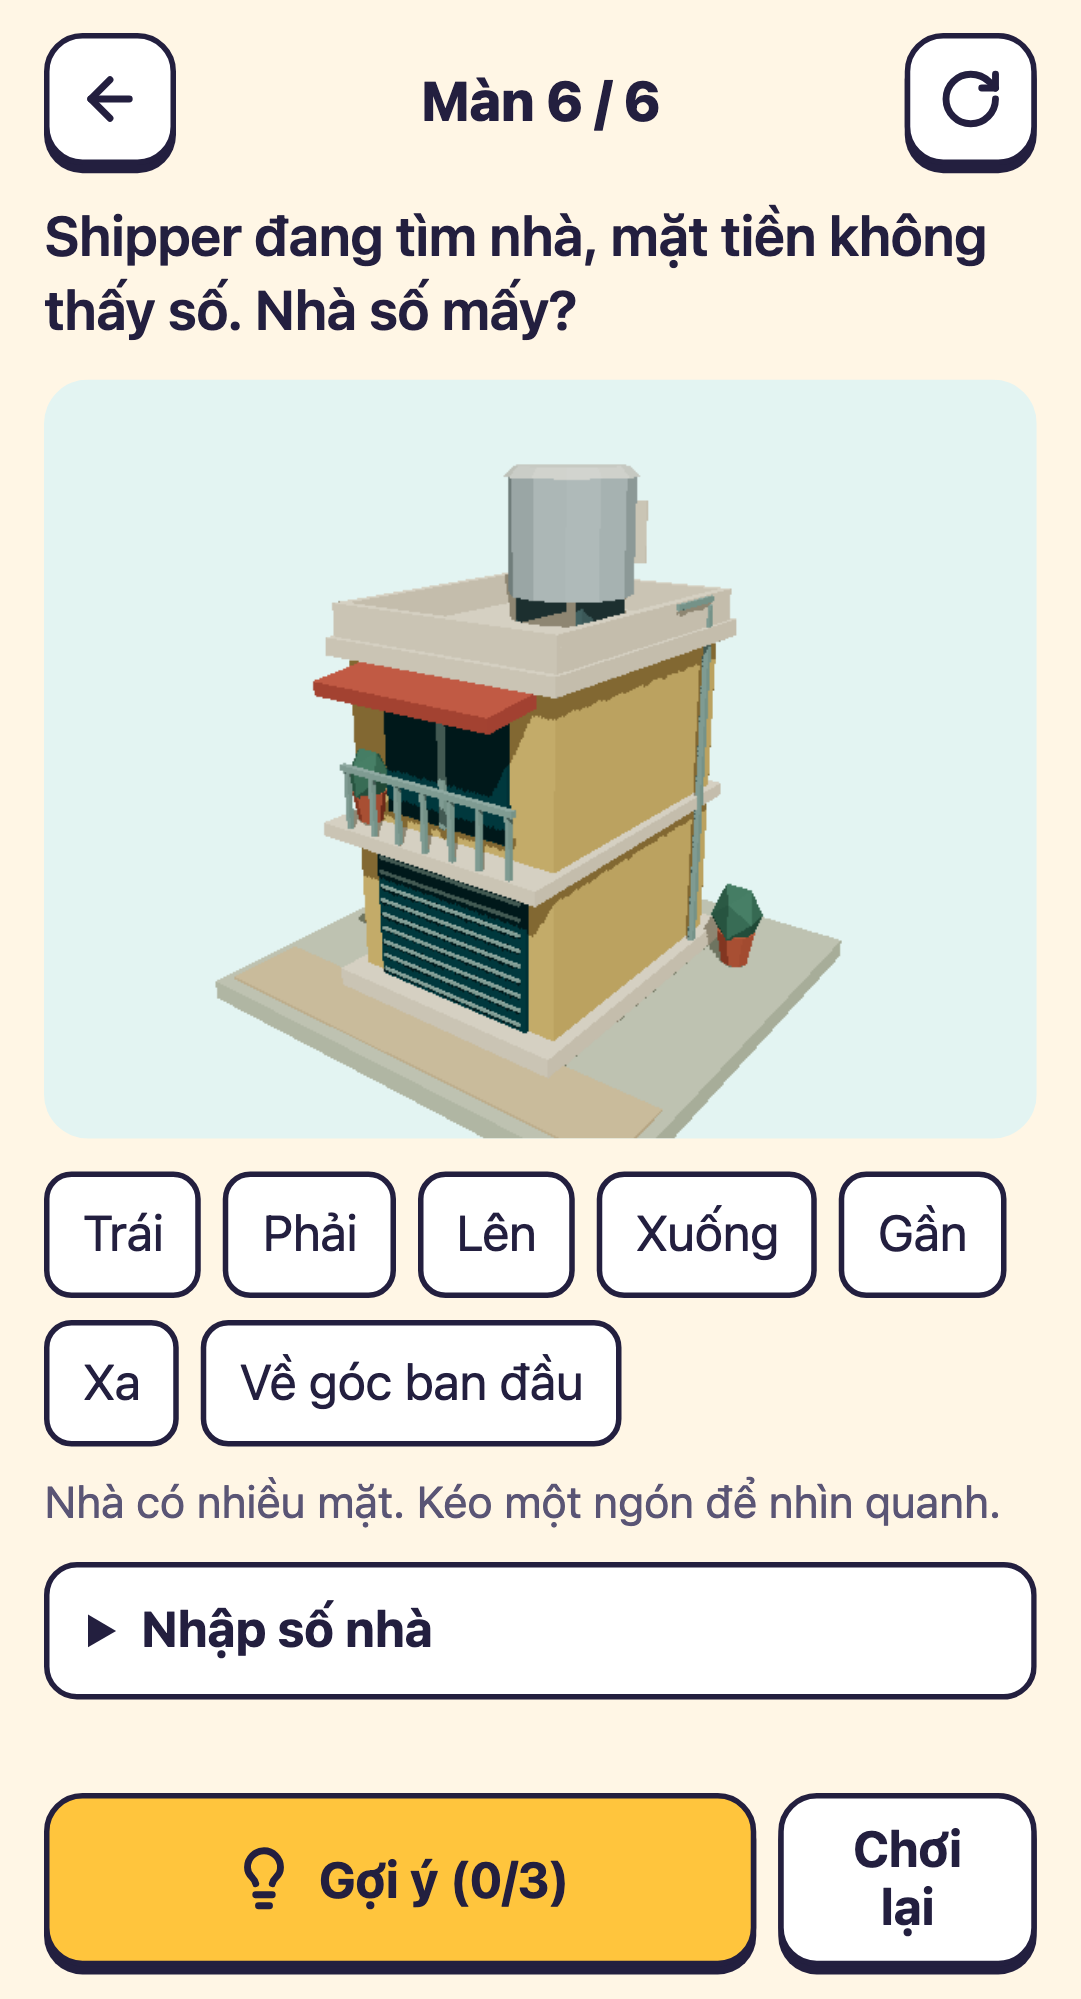 Màn 6 / 6
Shipper đang tìm nhà, mặt tiền không
thấy số. Nhà số mấy?
Trái
Phải
Lên
Xuống
Gần
Xa
Về góc ban đầu
Nhà có nhiều mặt. Kéo một ngón để nhìn quanh.
Nhập số nhà
Gợi ý (0/3)
Chơi
lại